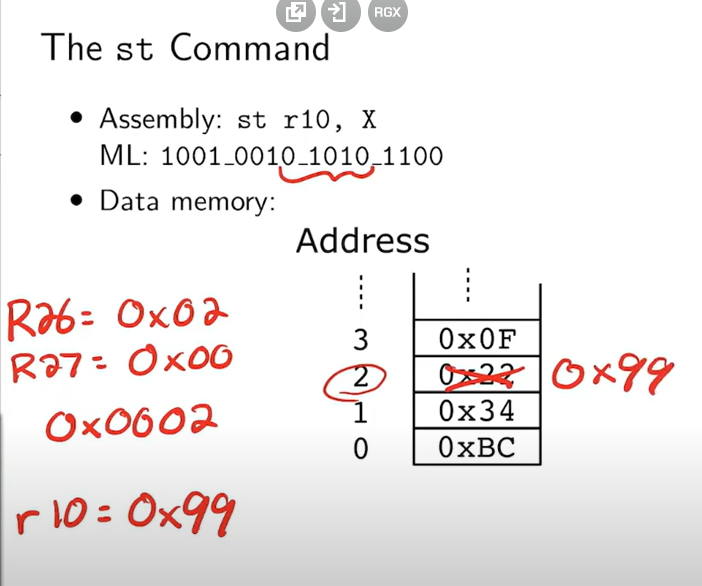 RGX
The st Command
• Assembly: st r10, X
ML: 1001_0010_1010_1100
• Data memory:
Address
R26= 0x02
R27= 0x00
0x0002
r10=0x99
3 0x0F
2 0x22 0x99
1 0x34
0 0xBC